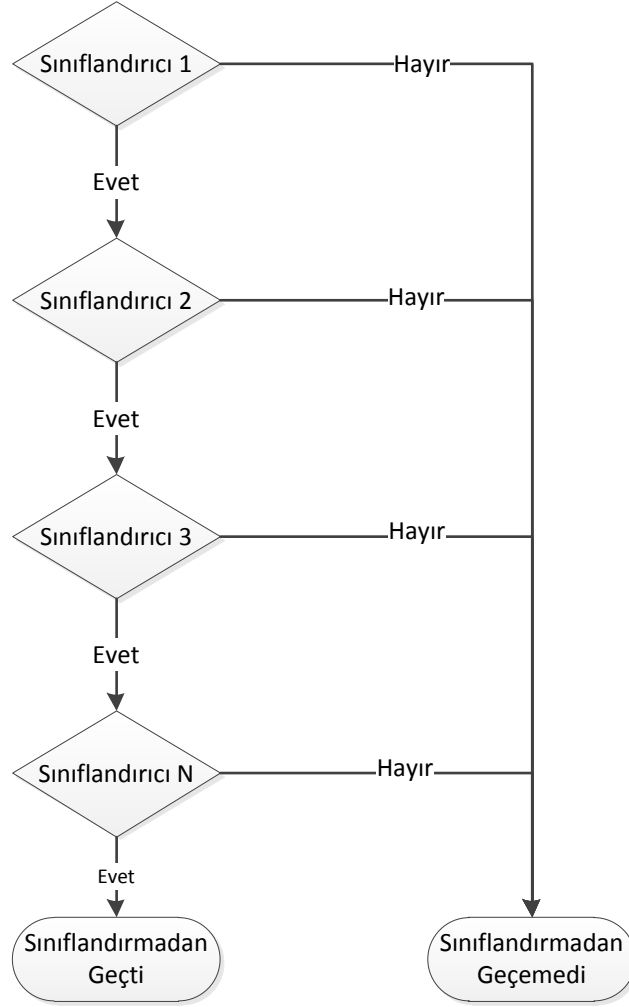 Sınıflandırıcı 1
Hayır
Evet
Sınıflandırıcı 2
Hayır
Evet
Sınıflandırıcı 3
Hayır
Evet
Sınıflandırıcı N
Hayır
Evet
Sınıflandırmadan
Geçti
Sınıflandırmadan
Geçemedi